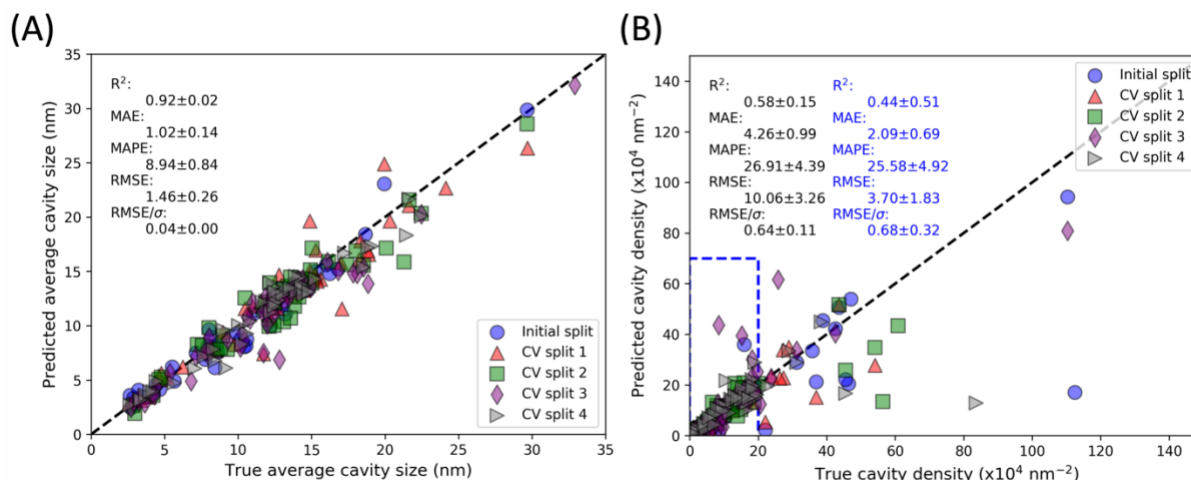 (A)
35
30
25
20
15
10
5
0
Predicted average cavity size (nm)
R²:
0.92±0.02
MAE:
1.02±0.14
MAPE:
8.94±0.84
RMSE:
1.46±0.26
RMSE/σ:
0.04±0.00
Initial split
CV split 1
CV split 2
CV split 3
CV split 4
0 5 10 15 20 25 30 35
True average cavity size (nm)
(B)
140
120
100
80
60
40
20
0
Predicted cavity density (x10⁴ nm⁻²)
R²: R²:
0.58±0.15 0.44±0.51
MAE: MAE:
4.26±0.99 2.09±0.69
MAPE: MAPE:
26.91±4.39 25.58±4.92
RMSE: RMSE:
10.06±3.26 3.70±1.83
RMSE/σ: RMSE/σ:
0.64±0.11 0.68±0.32
Initial split
CV split 1
CV split 2
CV split 3
CV split 4
0 20 40 60 80 100 120 140
True cavity density (x10⁴ nm⁻²)